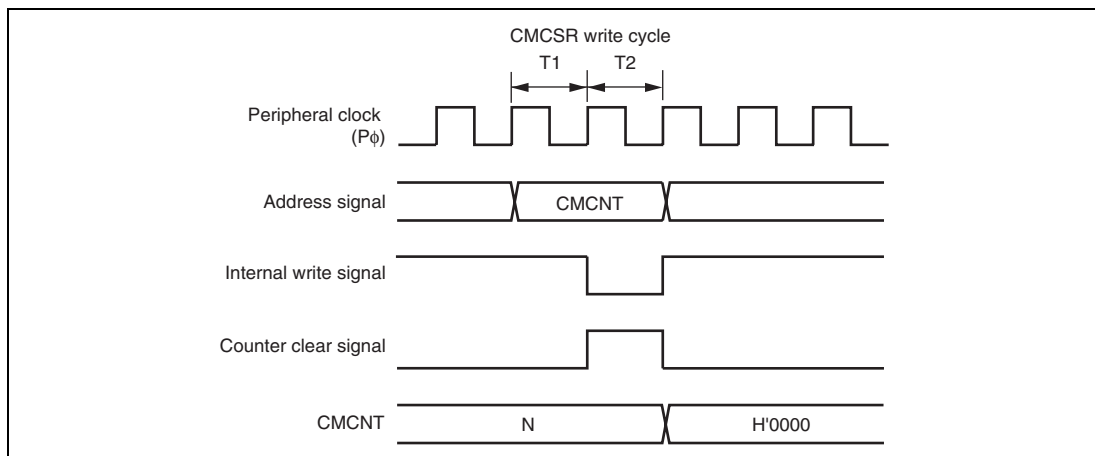 CMCSR write cycle
T1 T2
Peripheral clock
(Pφ)
Address signal CMCNT
Internal write signal
Counter clear signal
CMCNT N H'0000